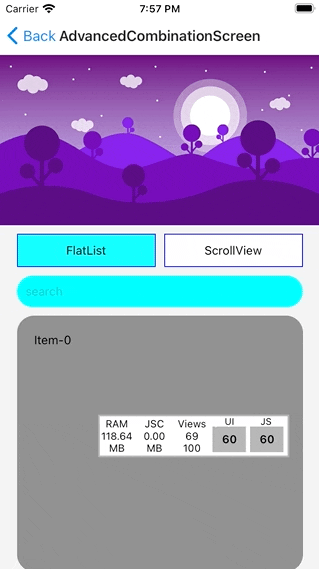 Carrier 7:57 PM
Back AdvancedCombinationScreen
FlatList ScrollView
search
Item-0
RAM JSC Views UI JS
118.64 0.00 69 60 60
MB MB 100